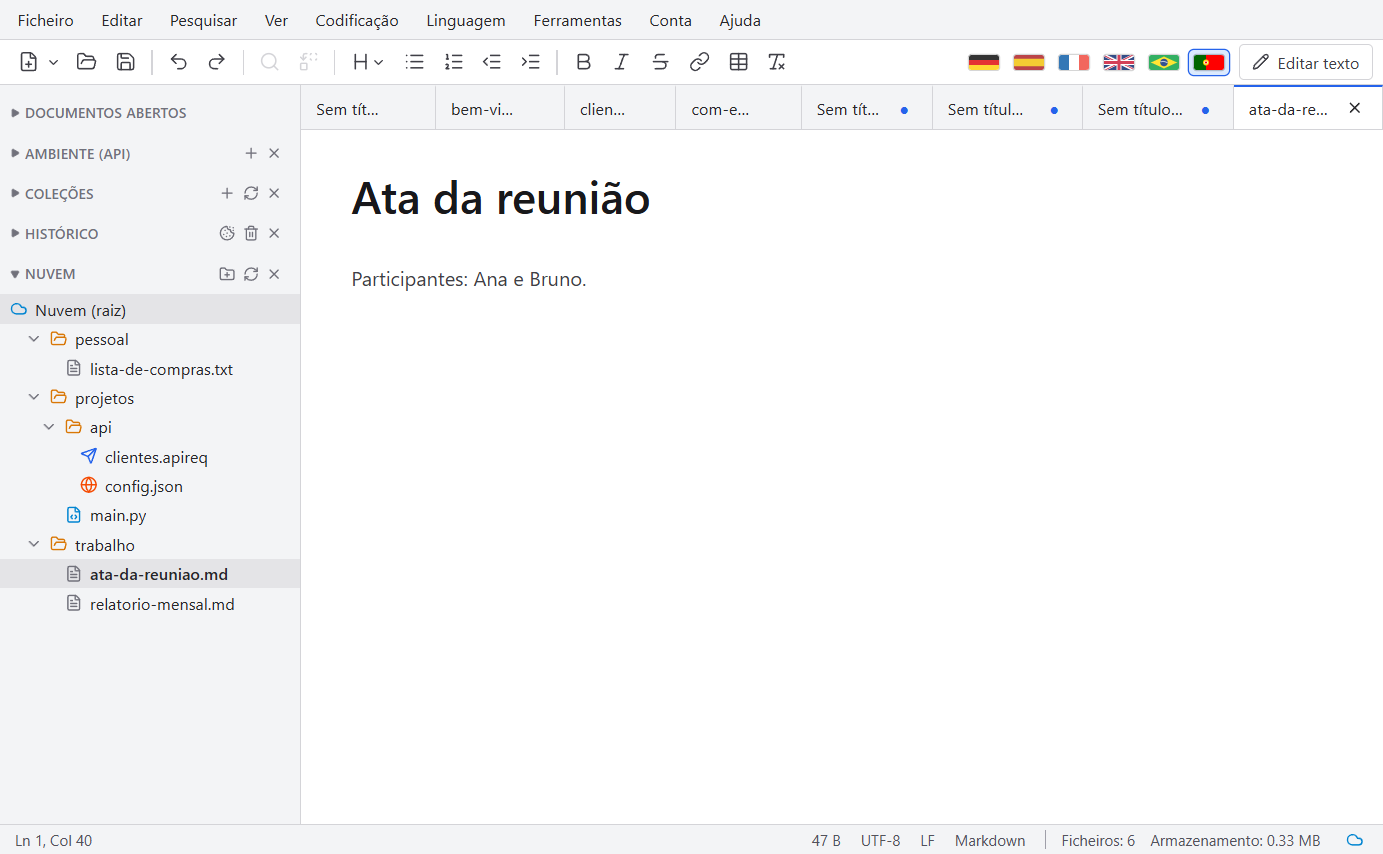 Ficheiro Editar Pesquisar Ver Codificação Linguagem Ferramentas Conta Ajuda
H B I S Editar texto
DOCUMENTOS ABERTOS
AMBIENTE (API)
COLEÇÕES
HISTÓRICO
NUVEM
Nuvem (raiz)
pessoal
lista-de-compras.txt
projetos
api
clientes.apireq
config.json
main.py
trabalho
ata-da-reuniao.md
relatorio-mensal.md
Sem tít... bem-vi... clien... com-e... Sem tít... Sem títul... Sem título... ata-da-re...
Ata da reunião
Participantes: Ana e Bruno.
Ln 1, Col 40 47 B UTF-8 LF Markdown Ficheiros: 6 Armazenamento: 0.33 MB